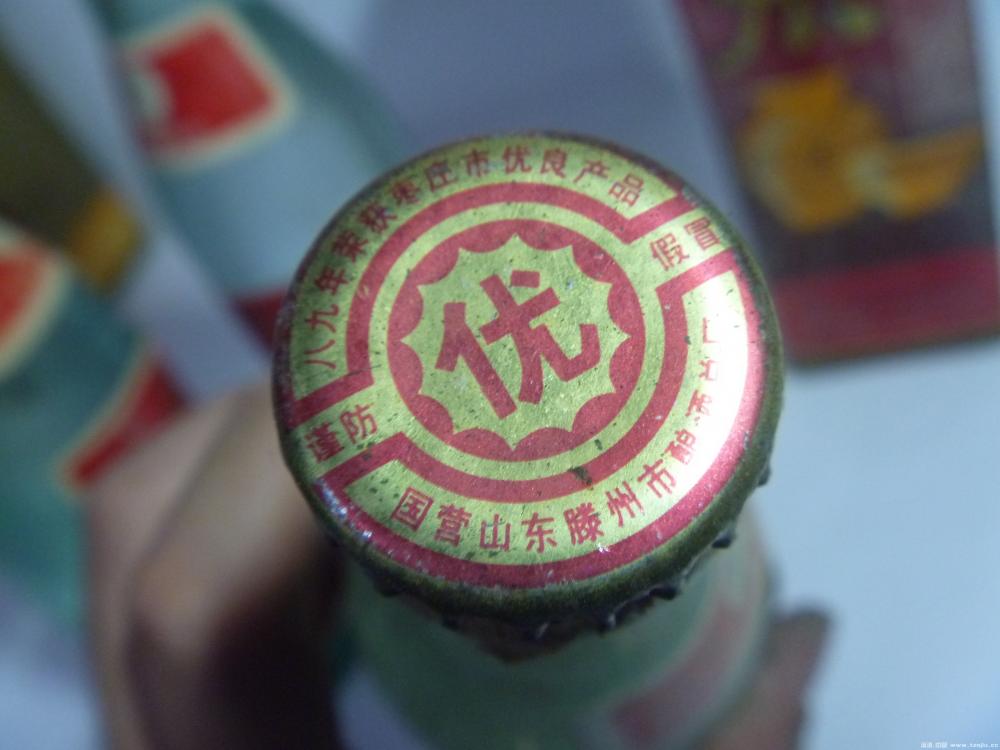 八九年荣获枣庄市优良产品
谨防
假冒
优
国营山东滕州市酿酒总厂